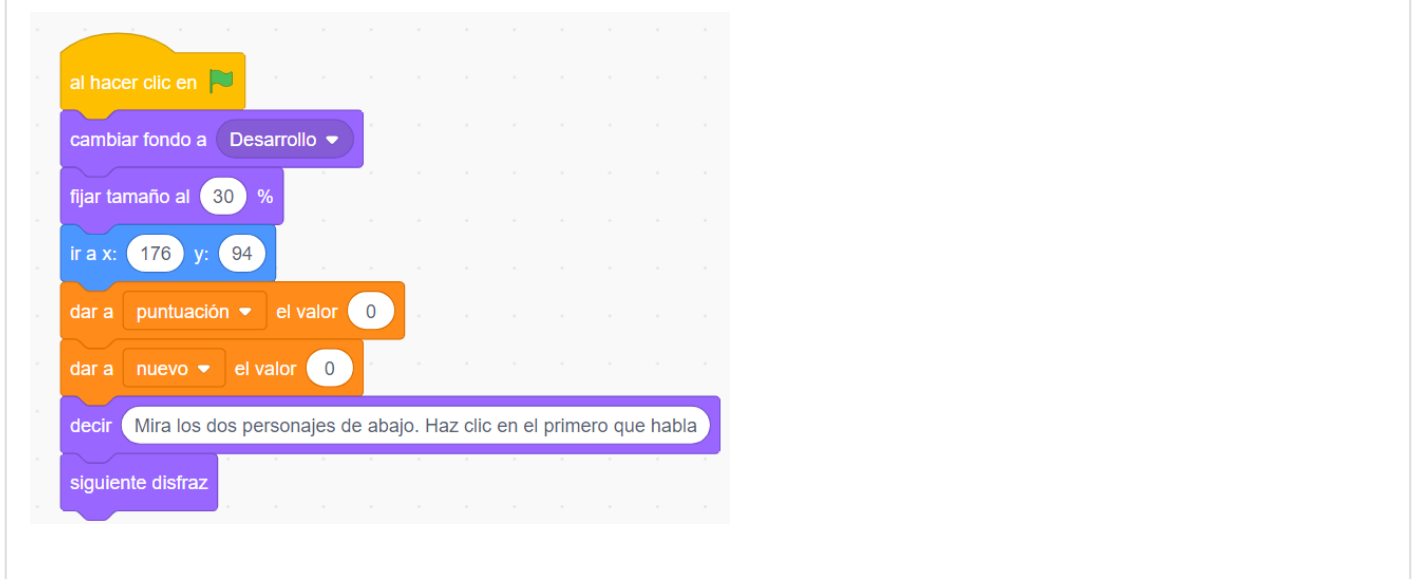 al hacer clic en
cambiar fondo a Desarrollo
fijar tamaño al 30 %
ir a x: 176 y: 94
dar a puntuación el valor 0
dar a nuevo el valor 0
decir Mira los dos personajes de abajo. Haz clic en el primero que habla
siguiente disfraz